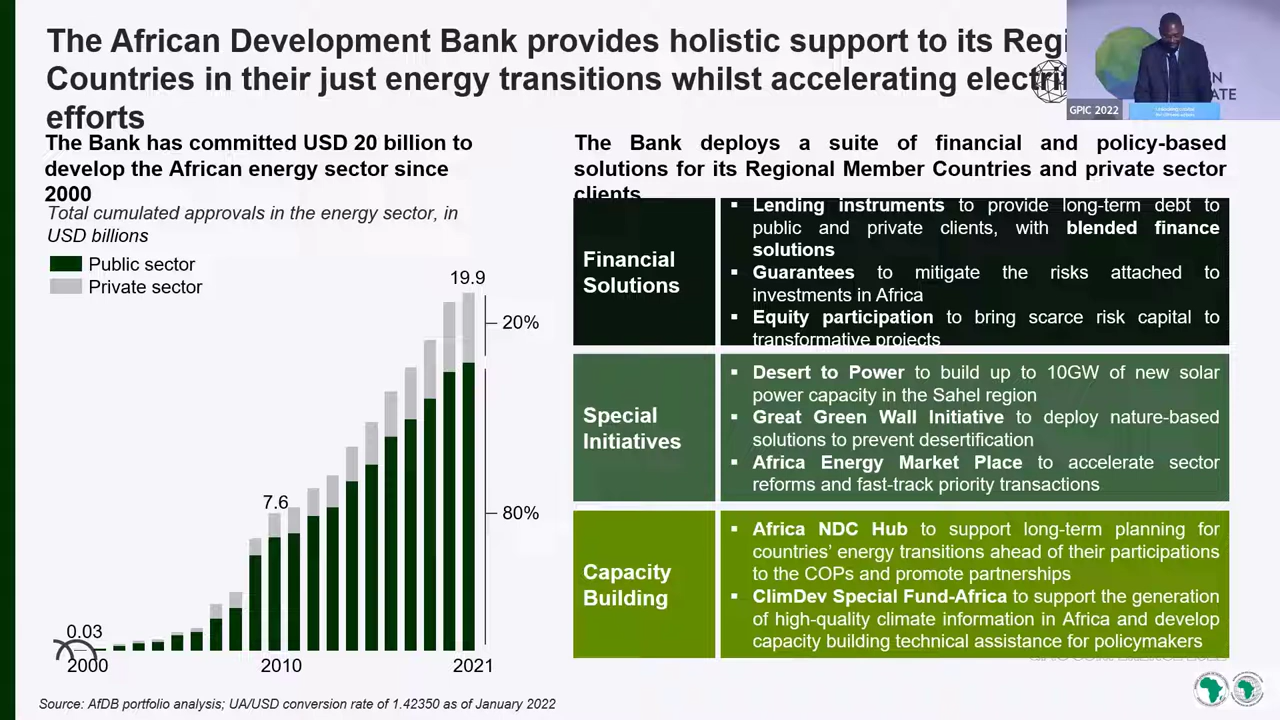 The African Development Bank provides holistic support to its Regi
Countries in their just energy transitions whilst accelerating electrif
efforts
GPIC 2022
The Bank has committed USD 20 billion to
develop the African energy sector since
2000
Total cumulated approvals in the energy sector, in
USD billions
Public sector
Private sector
19.9
20%
7.6
80%
0.03
2000
2010
2021
The Bank deploys a suite of financial and policy-based
solutions for its Regional Member Countries and private sector
clients
Financial
Solutions
▪ Lending instruments to provide long-term debt to
public and private clients, with blended finance
solutions
▪ Guarantees to mitigate the risks attached to
investments in Africa
▪ Equity participation to bring scarce risk capital to
transformative projects
Special
Initiatives
▪ Desert to Power to build up to 10GW of new solar
power capacity in the Sahel region
▪ Great Green Wall Initiative to deploy nature-based
solutions to prevent desertification
▪ Africa Energy Market Place to accelerate sector
reforms and fast-track priority transactions
Capacity
Building
▪ Africa NDC Hub to support long-term planning for
countries' energy transitions ahead of their participations
to the COPs and promote partnerships
▪ ClimDev Special Fund-Africa to support the generation
of high-quality climate information in Africa and develop
capacity building technical assistance for policymakers
Source: AfDB portfolio analysis; UA/USD conversion rate of 1.42350 as of January 2022